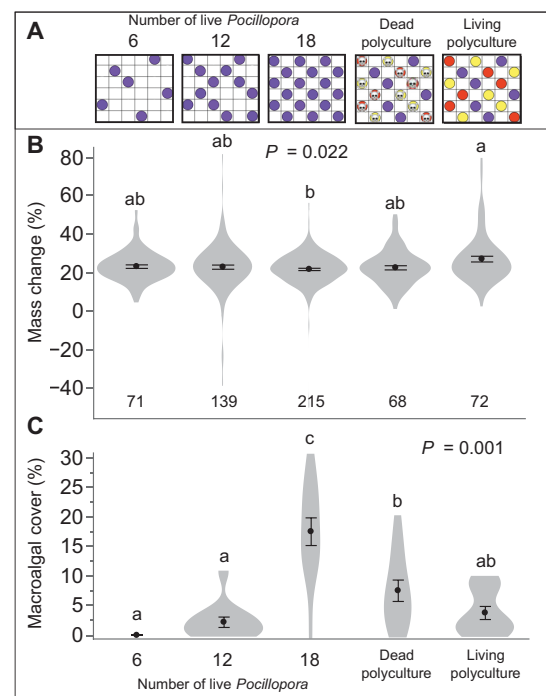 A
Number of live Pocillopora
6 12 18
Dead
polyculture
Living
polyculture
B
Mass change (%)
80
60
40
20
0
−20
−40
P = 0.022
ab ab b ab a
71 139 215 68 72
C
Macroalgal cover (%)
30
25
20
15
10
5
0
P = 0.001
a a c b ab
6 12 18
Number of live Pocillopora
Dead
polyculture
Living
polyculture